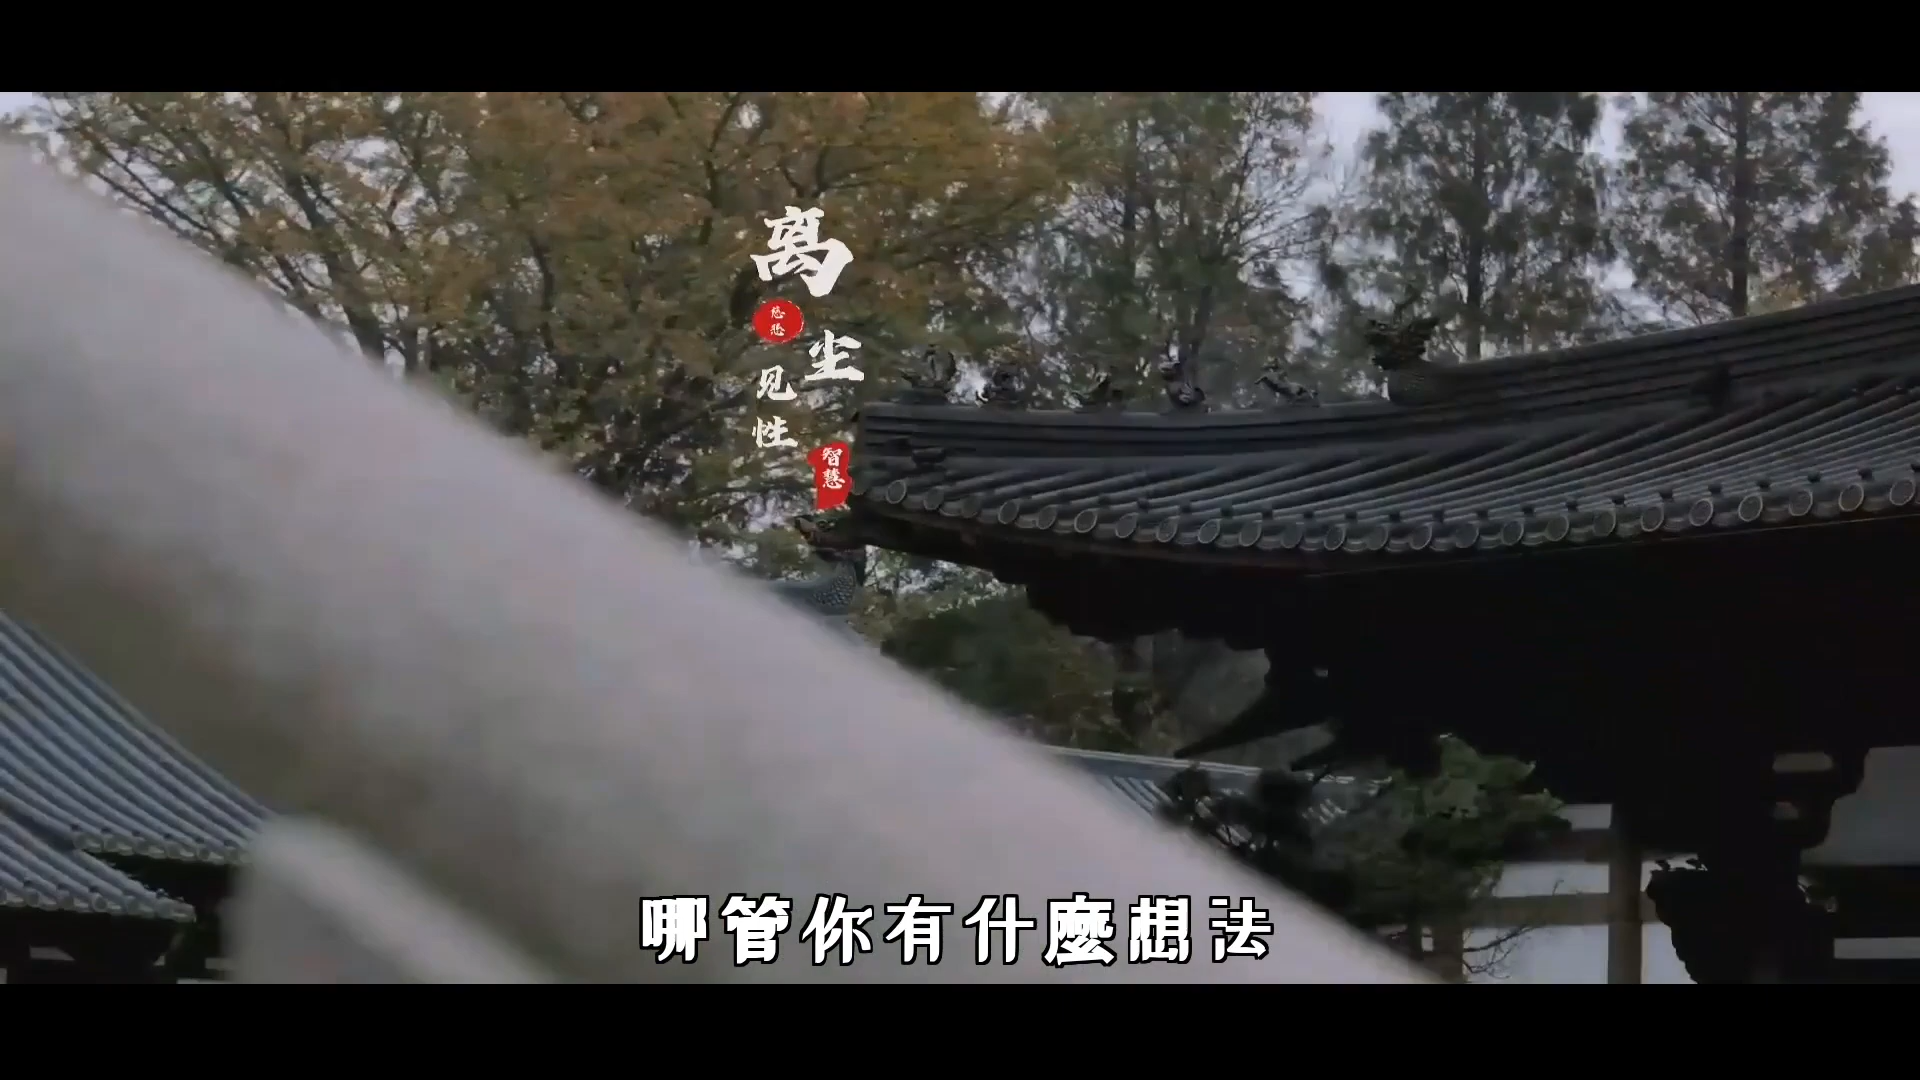 离尘
慈悲
见性
智慧
哪管你有什麼想法